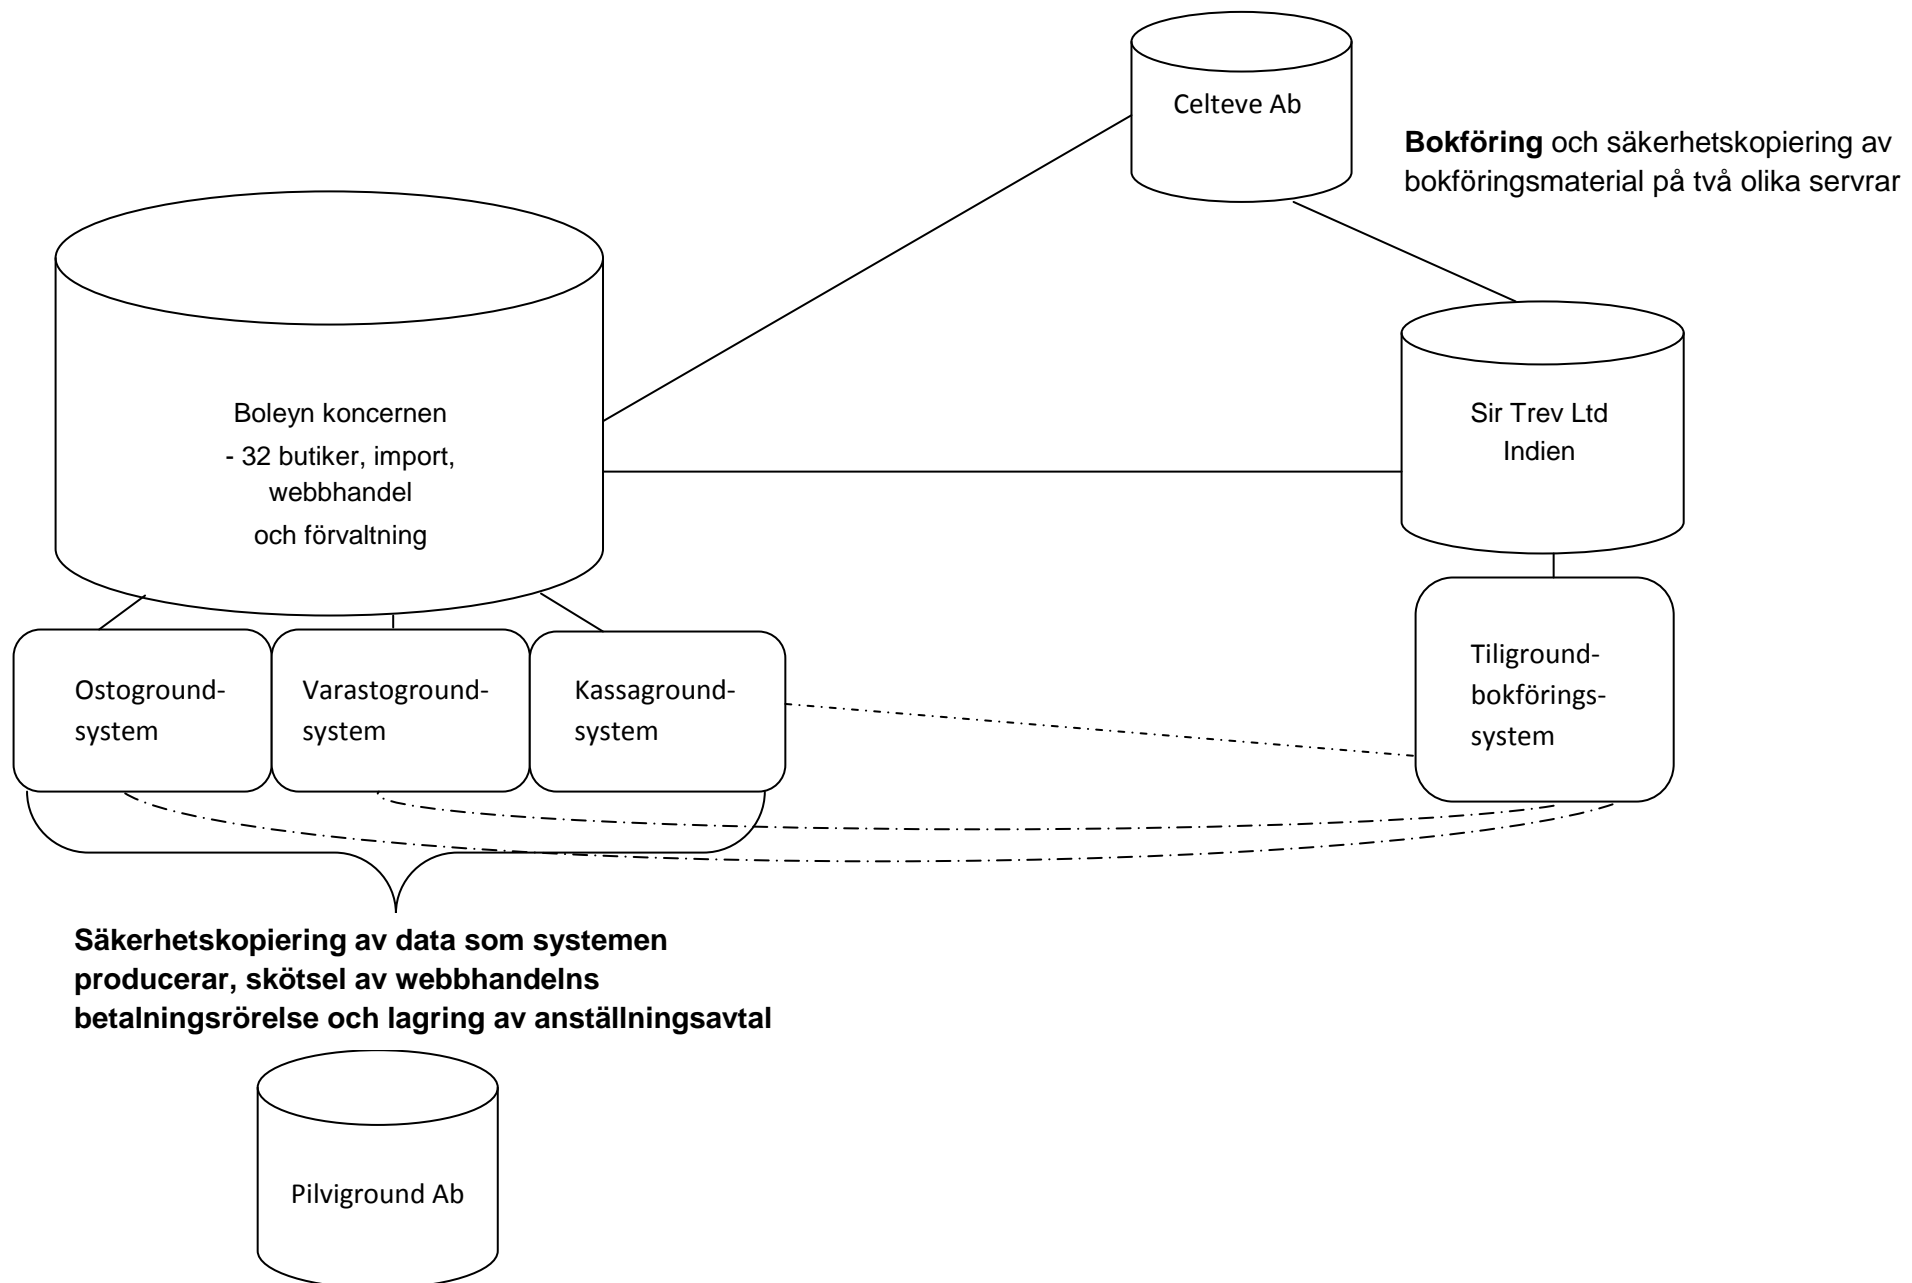 Celteve Ab
Bokföring och säkerhetskopiering av
bokföringsmaterial på två olika servrar
Boleyn koncernen
- 32 butiker, import,
webbhandel
och förvaltning
Sir Trev Ltd
Indien
Ostoground-
system
Varastoground-
system
Kassaground-
system
Tiliground-
bokförings-
system
Säkerhetskopiering av data som systemen
producerar, skötsel av webbhandelns
betalningsrörelse och lagring av anställningsavtal
Pilviground Ab